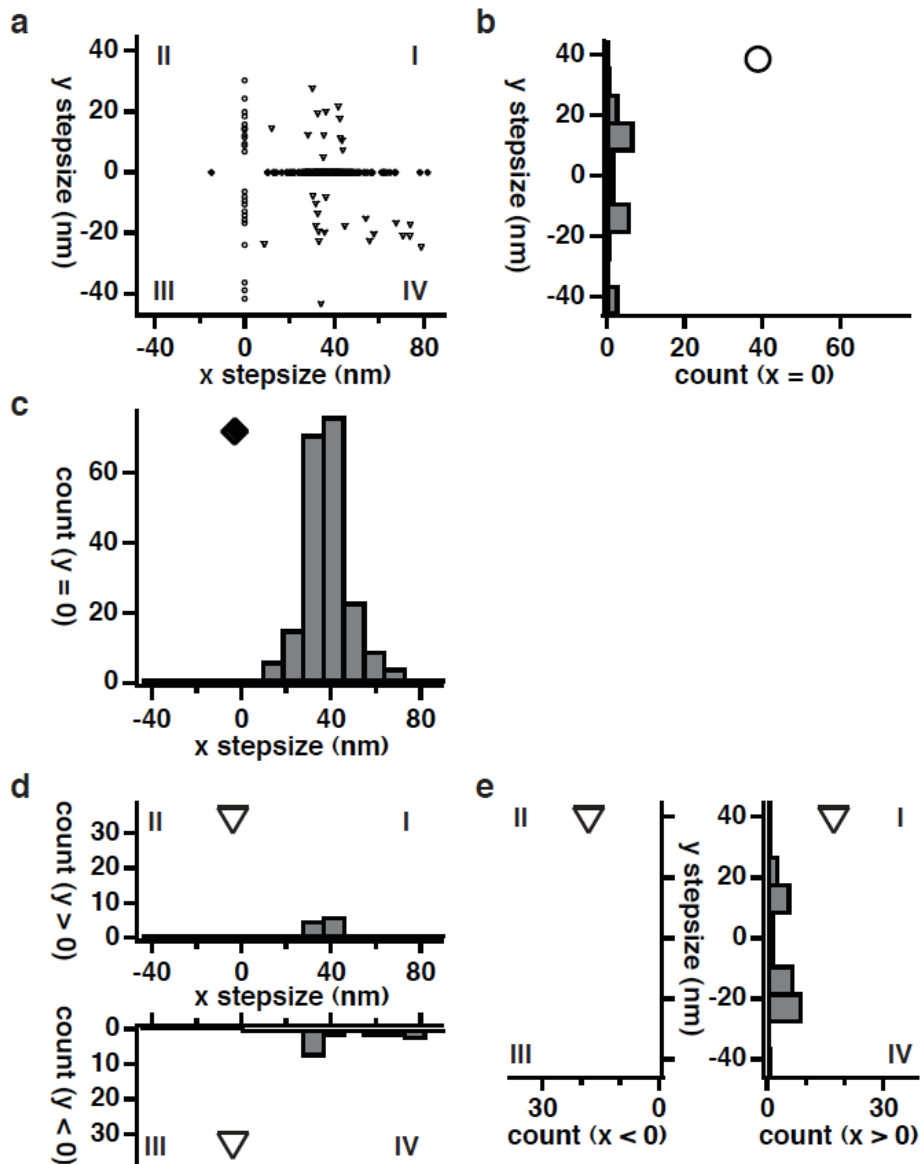 a
II
I
III
IV
y stepsize (nm)
40
20
0
-20
-40
-40
0
40
80
x stepsize (nm)
b
y stepsize (nm)
40
20
0
-20
-40
0
20
40
60
count (x = 0)
c
count (y = 0)
60
40
20
0
-40
0
40
80
x stepsize (nm)
d
II
I
count (y > 0)
30
20
10
0
-40
0
40
80
x stepsize (nm)
count (y < 0)
0
10
20
30
III
IV
e
II
III
30
0
count (x < 0)
y stepsize (nm)
40
20
0
-20
-40
I
IV
0
30
count (x > 0)